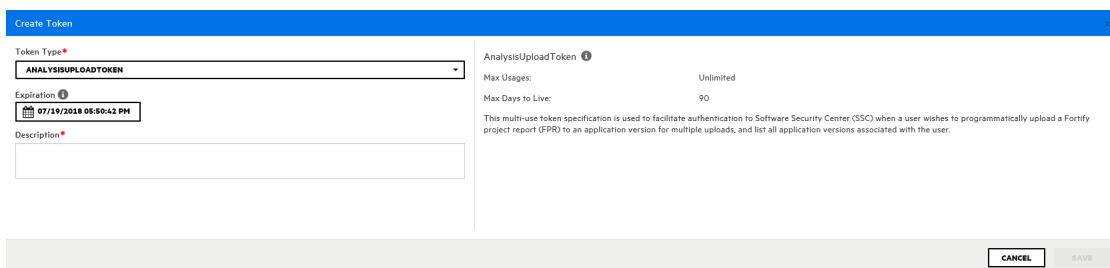 Create Token
Token Type*
ANALYSISUPLOADTOKEN
Expiration
07/19/2018 05:50:42 PM
Description*
AnalysisUploadToken
Max Usages: Unlimited
Max Days to Live: 90
This multi-use token specification is used to facilitate authentication to Software Security Center (SSC) when a user wishes to programmatically upload a Fortify
project report (FPR) to an application version for multiple uploads, and list all application versions associated with the user.
CANCEL SAVE